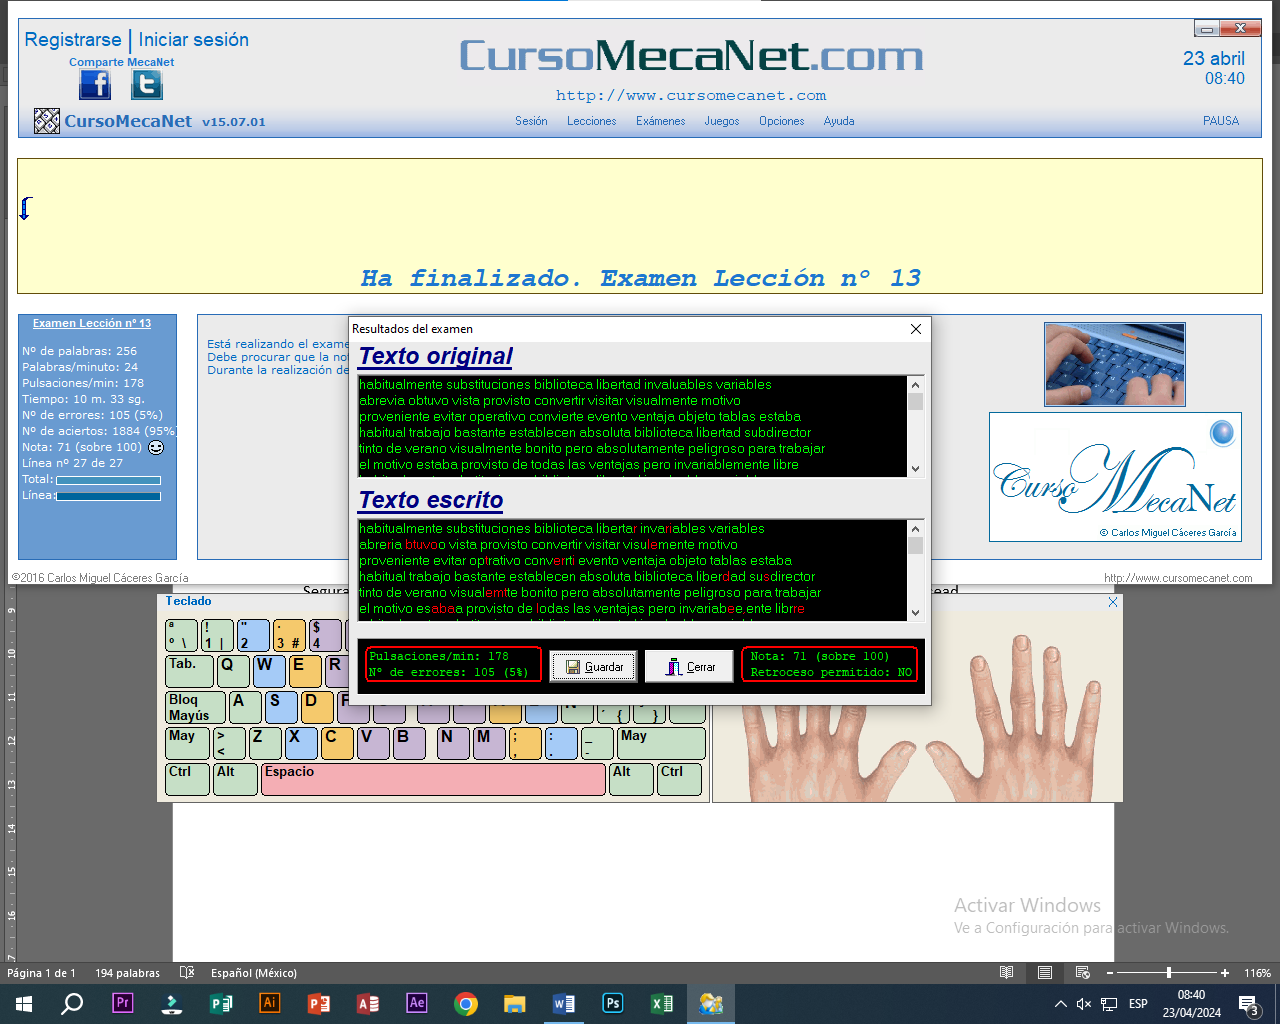 Registrarse | Iniciar sesión
Comparte MecaNet
CursoMecaNet v15.07.01
CursoMecaNet.com
http://www.cursomecanet.com
Sesión Lecciones Exámenes Juegos Opciones Ayuda
23 abril
08:40
PAUSA
Ha finalizado. Examen Lección nº 13
Examen Lección nº 13
Nº de palabras: 256
Palabras/minuto: 24
Pulsaciones/min: 178
Tiempo: 10 m. 33 sg.
Nº de errores: 105 (5%)
Nº de aciertos: 1884 (95%)
Nota: 71 (sobre 100)
Línea nº 27 de 27
Total:
Línea:
Está realizando el exame
Debe procurar que la not
Durante la realización de
Resultados del examen
Texto original
habitualmente substituciones biblioteca libertad invaluables variables
abrevia obtuvo vista provisto convertir visitar visualmente motivo
proveniente evitar operativo convierte evento ventaja objeto tablas estaba
habitual trabajo bastante establecen absoluta biblioteca libertad subdirector
tinto de verano visualmente bonito pero absolutamente peligroso para trabajar
el motivo estaba provisto de todas las ventajas pero invariablemente libre
Texto escrito
habitualmente substituciones biblioteca libertar invariables variables
abreria btuvoo vista provisto convertir visitar visulemente motivo
proveniente evitar optrativo converrti evento ventaja objeto tablas estaba
habitual trabajo bastante establecen absoluta biblioteca liberdad susdirector
tinto de verano visualemtte bonito pero absolutamente peligroso para trabajar
el motivo esabaa provisto de lodas las ventajas pero invariabee,ente librre
Pulsaciones/min: 178
Nº de errores: 105 (5%)
Guardar
Cerrar
Nota: 71 (sobre 100)
Retroceso permitido: NO
Curso MecaNet
© Carlos Miguel Cáceres García
©2016 Carlos Miguel Cáceres García
http://www.cursomecanet.com
Teclado
ª º \ ! 1 | " 2 · 3 # $ 4
Tab. Q W E R
Bloq Mayús A S D
May > < Z X C V B N M ; , : . _ - May
Ctrl Alt Espacio Alt Ctrl
Activar Windows
Ve a Configuración para activar Windows.
Página 1 de 1 194 palabras Español (México) 116%
ESP
08:40
23/04/2024
3